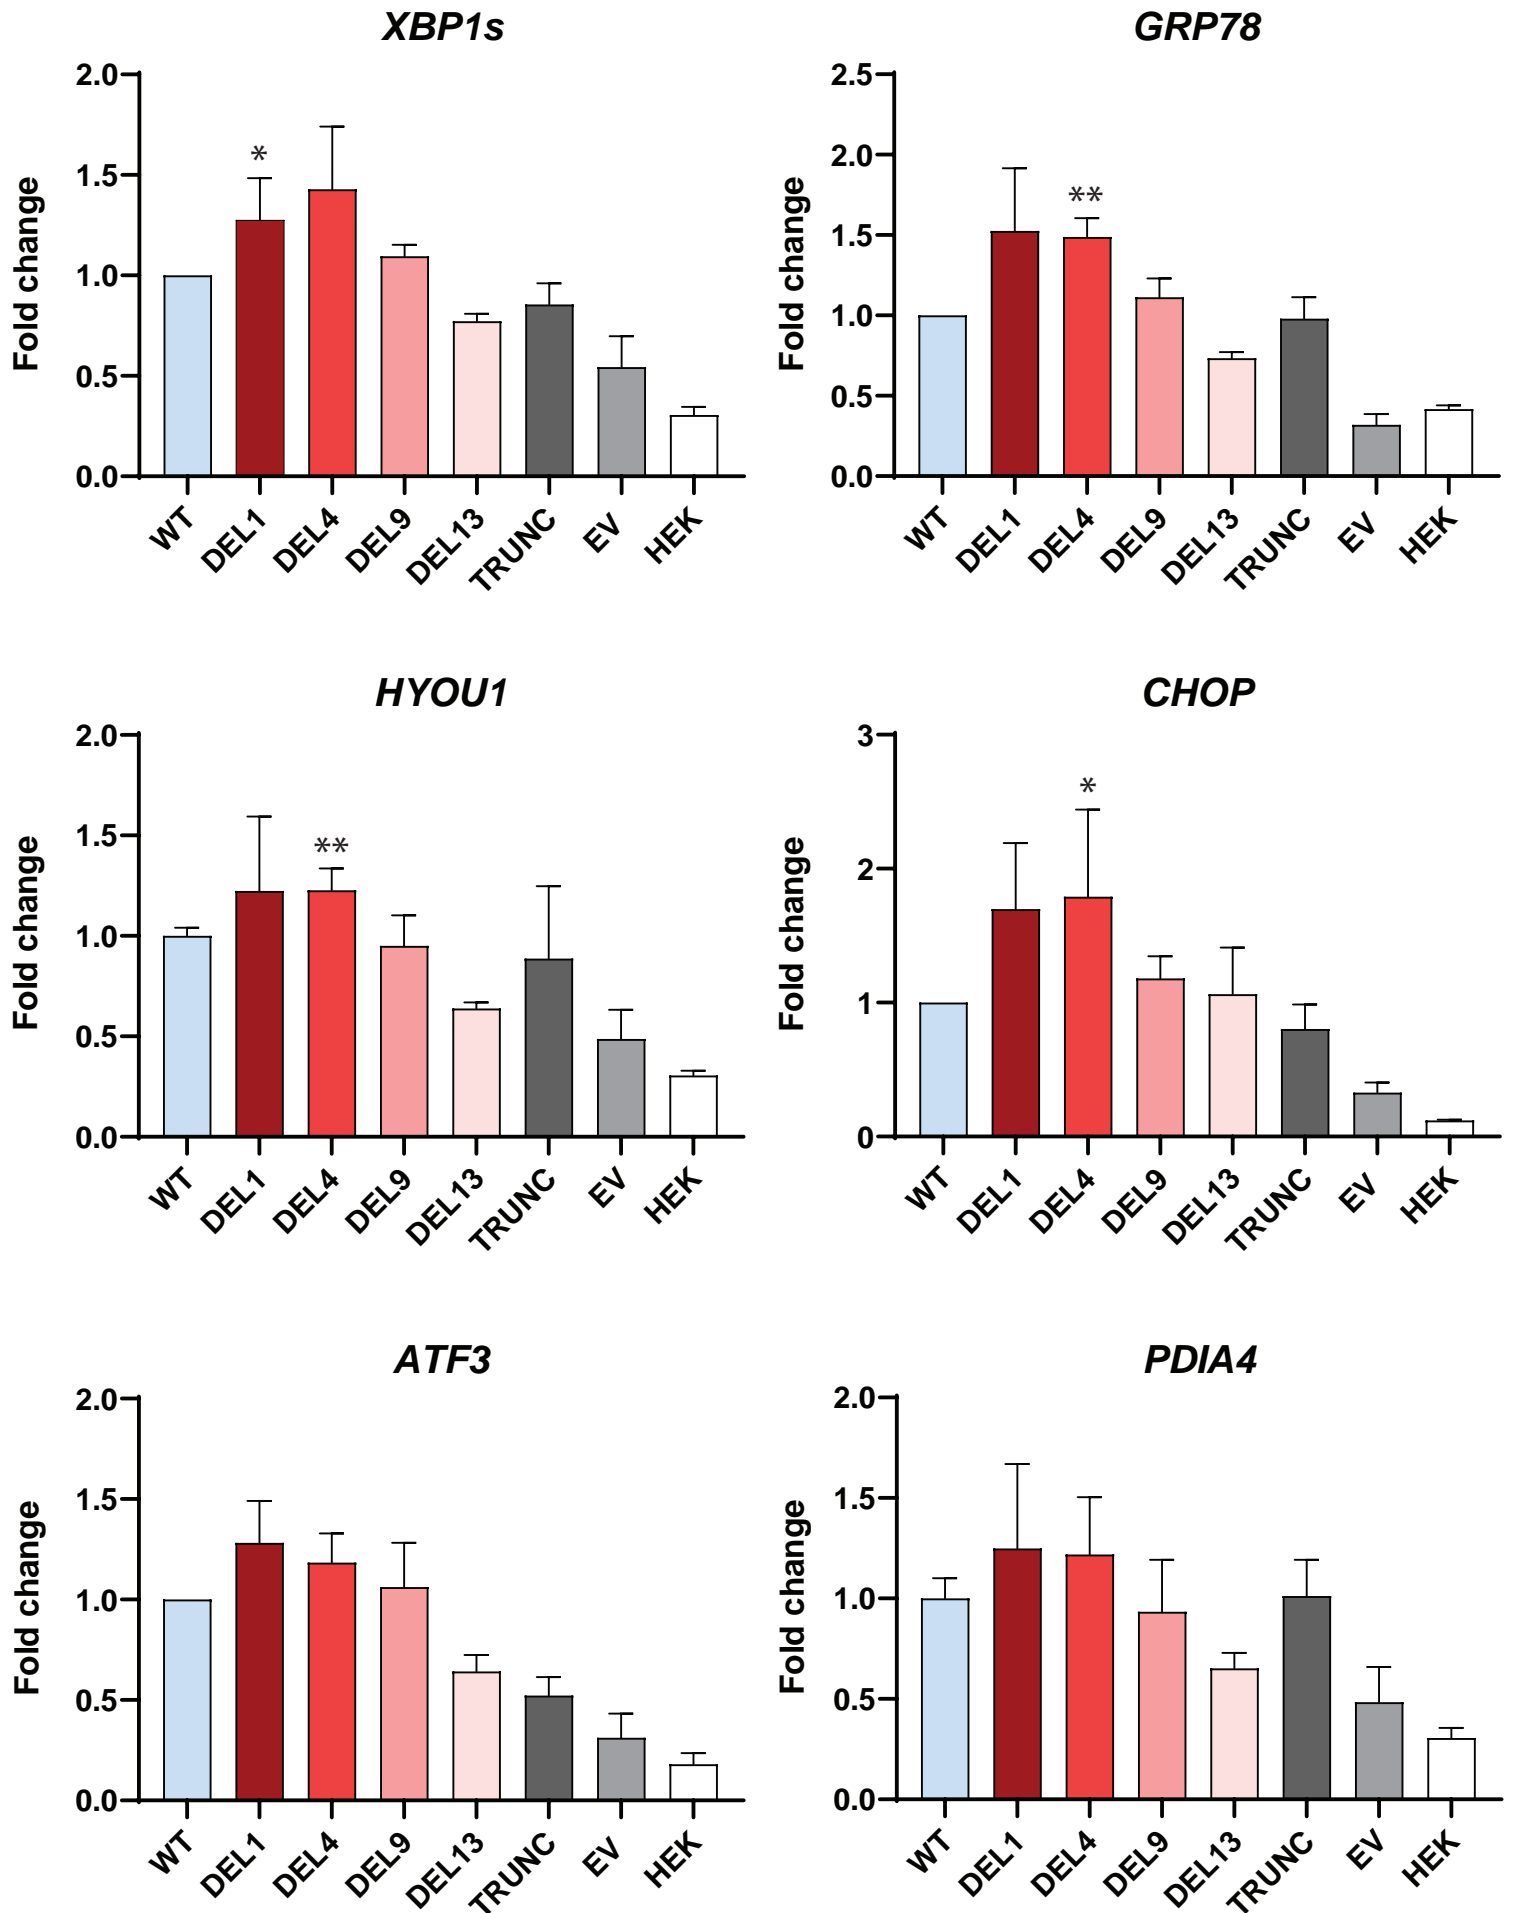 XBP1s
2.0
1.5
1.0
0.5
0.0
Fold change
*
WT DEL1 DEL4 DEL9 DEL13 TRUNC EV HEK
GRP78
2.5
2.0
1.5
1.0
0.5
0.0
Fold change
**
WT DEL1 DEL4 DEL9 DEL13 TRUNC EV HEK
HYOU1
2.0
1.5
1.0
0.5
0.0
Fold change
**
WT DEL1 DEL4 DEL9 DEL13 TRUNC EV HEK
CHOP
3
2
1
0
Fold change
*
WT DEL1 DEL4 DEL9 DEL13 TRUNC EV HEK
ATF3
2.0
1.5
1.0
0.5
0.0
Fold change
WT DEL1 DEL4 DEL9 DEL13 TRUNC EV HEK
PDIA4
2.0
1.5
1.0
0.5
0.0
Fold change
WT DEL1 DEL4 DEL9 DEL13 TRUNC EV HEK